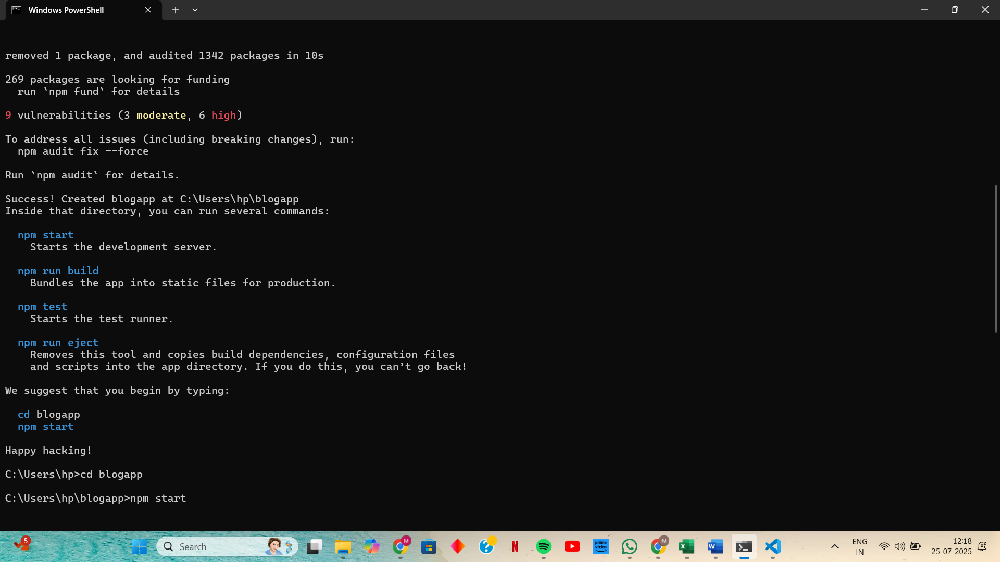 Windows PowerShell
removed 1 package, and audited 1342 packages in 10s
269 packages are looking for funding
run `npm fund` for details
9 vulnerabilities (3 moderate, 6 high)
To address all issues (including breaking changes), run:
npm audit fix --force
Run `npm audit` for details.
Success! Created blogapp at C:\Users\hp\blogapp
Inside that directory, you can run several commands:
npm start
Starts the development server.
npm run build
Bundles the app into static files for production.
npm test
Starts the test runner.
npm run eject
Removes this tool and copies build dependencies, configuration files
and scripts into the app directory. If you do this, you can’t go back!
We suggest that you begin by typing:
cd blogapp
npm start
Happy hacking!
C:\Users\hp>cd blogapp
C:\Users\hp\blogapp>npm start
5
Search
M
N
prime video
M
X
W
ENG
IN
12:18
25-07-2025